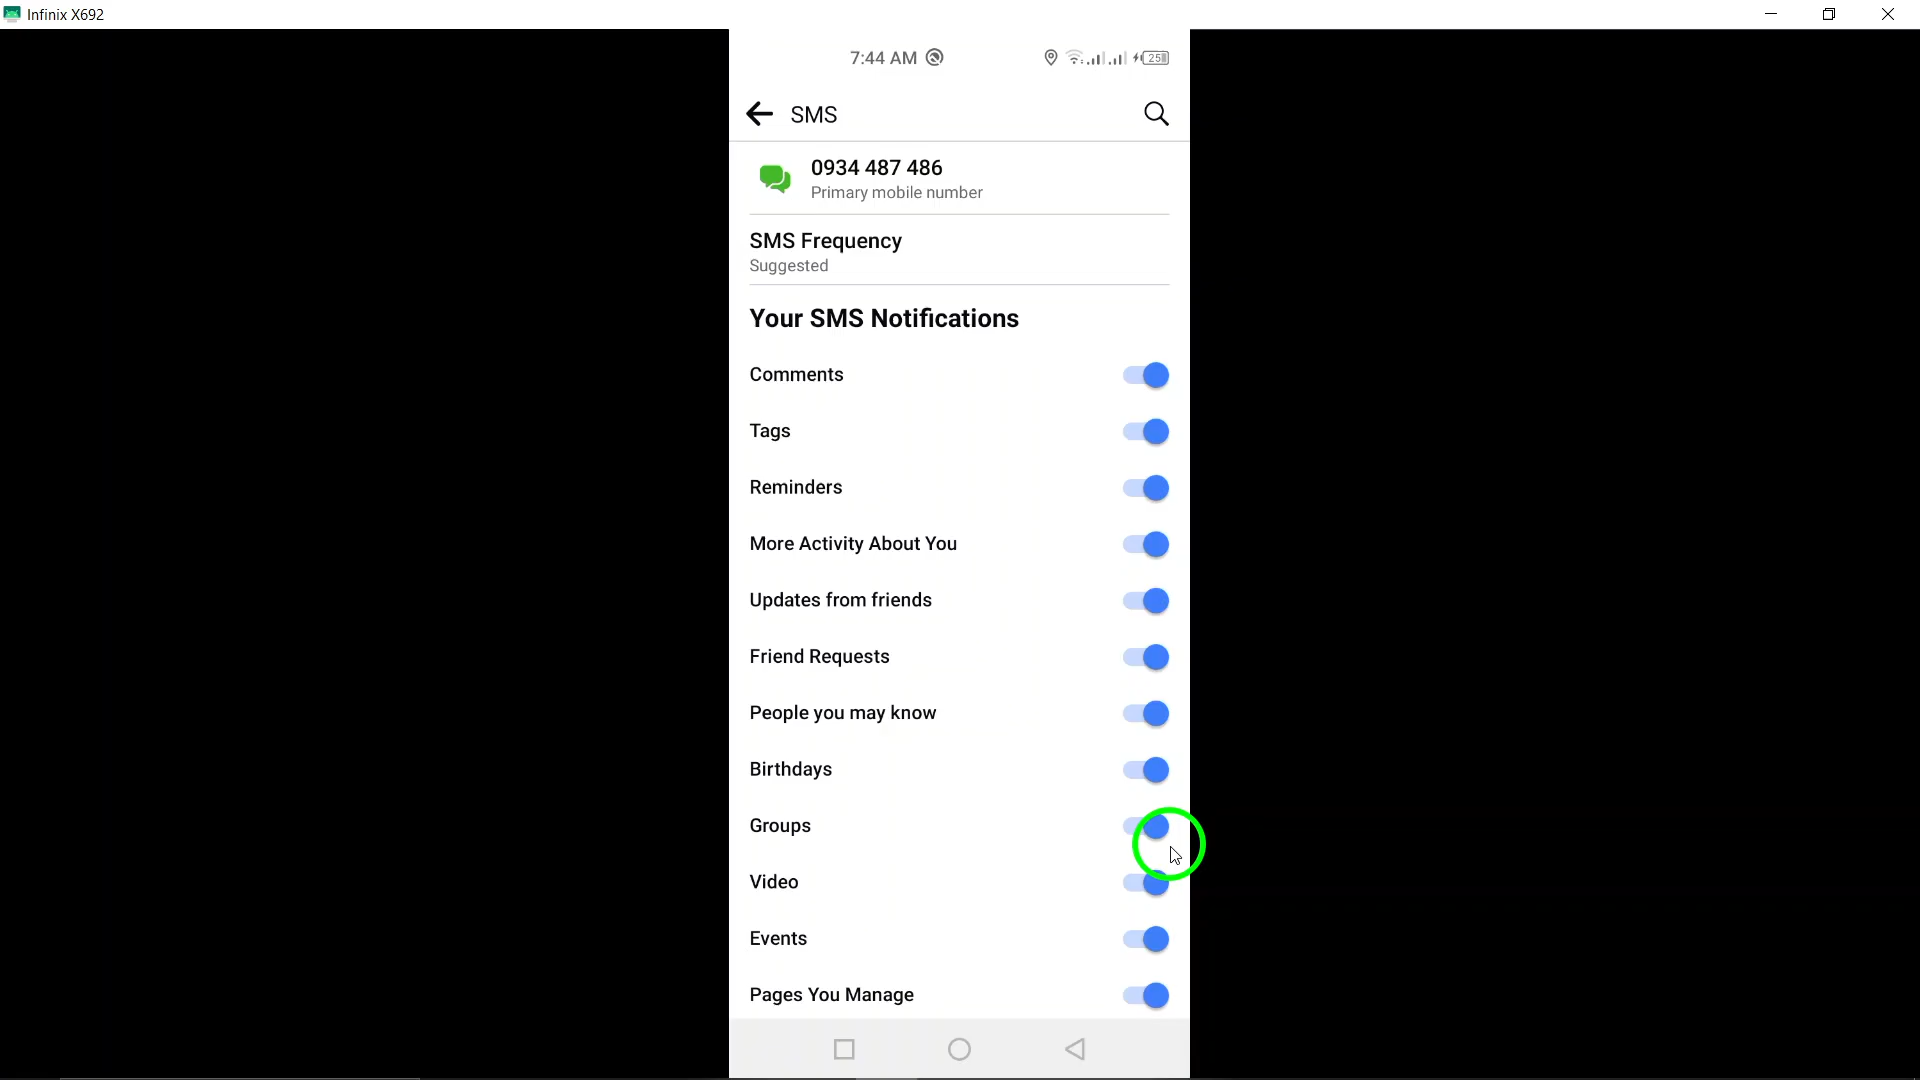 Infinix X692
7:44 AM
25
SMS
0934 487 486
Primary mobile number
SMS Frequency
Suggested
Your SMS Notifications
Comments
Tags
Reminders
More Activity About You
Updates from friends
Friend Requests
People you may know
Birthdays
Groups
Video
Events
Pages You Manage